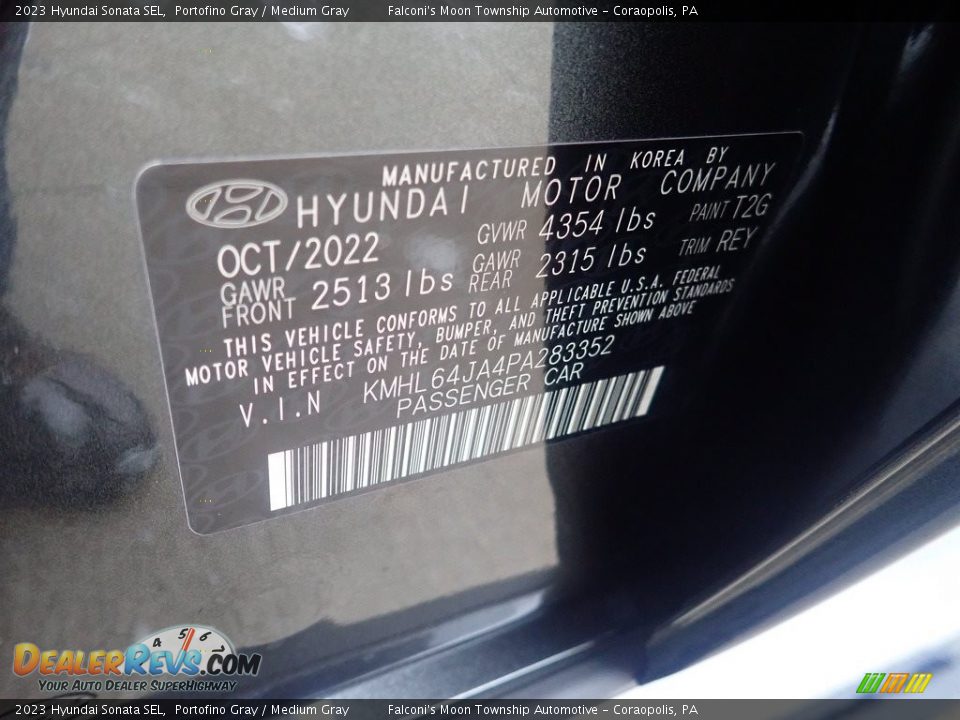 2023 Hyundai Sonata SEL, Portofino Gray / Medium Gray Falconi's Moon Township Automotive - Coraopolis, PA
MANUFACTURED IN KOREA BY
HYUNDAI MOTOR COMPANY
OCT/2022 GVWR 4354 lbs PAINT T2G
GAWR FRONT 2513 lbs GAWR REAR 2315 lbs TRIM REY
THIS VEHICLE CONFORMS TO ALL APPLICABLE U.S.A. FEDERAL
MOTOR VEHICLE SAFETY, BUMPER, AND THEFT PREVENTION STANDARDS
IN EFFECT ON THE DATE OF MANUFACTURE SHOWN ABOVE
V.I.N KMHL64JA4PA283352
PASSENGER CAR
4 5 6 7
DEALERREVS.COM
YOUR AUTO DEALER SUPERHIGHWAY
2023 Hyundai Sonata SEL, Portofino Gray / Medium Gray Falconi's Moon Township Automotive - Coraopolis, PA